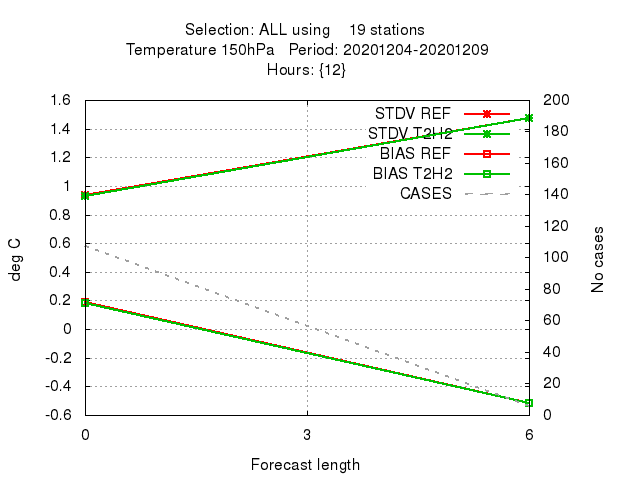 Selection: ALL using    19 stations
Temperature 150hPa   Period: 20201204-20201209
Hours: {12}
STDV REF
STDV T2H2
BIAS REF
BIAS T2H2
CASES
deg C
1.6
1.4
1.2
1
0.8
0.6
0.4
0.2
0
-0.2
-0.4
-0.6
No cases
200
180
160
140
120
100
80
60
40
20
0
0 3 6
Forecast length